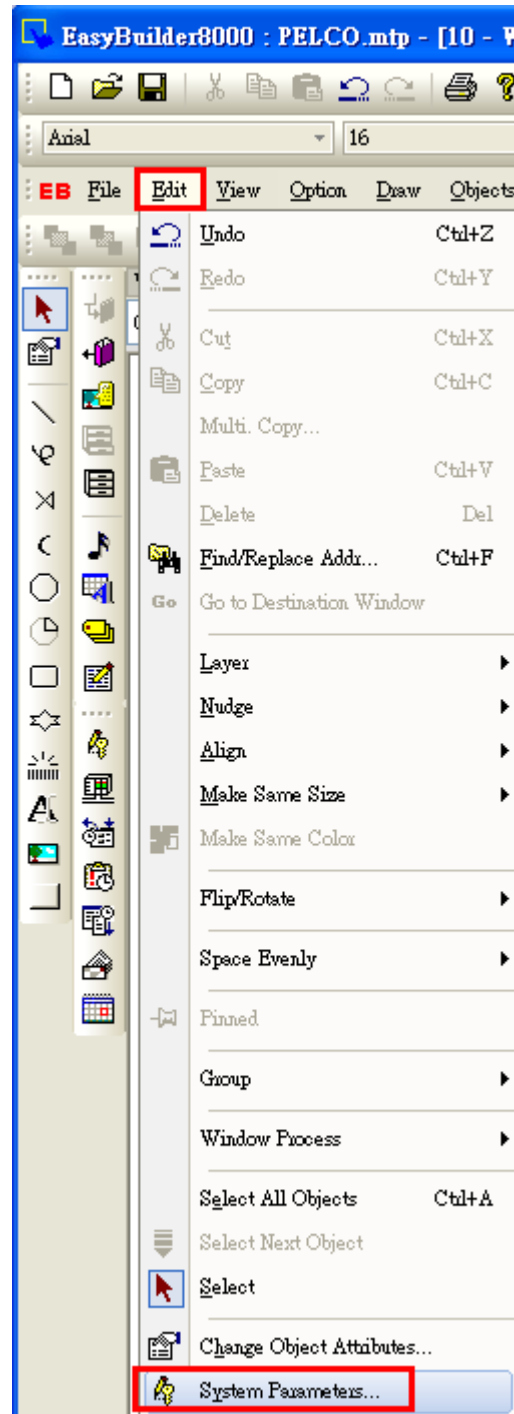 EasyBuilder8000 : PELCO.mtp - [10 - W
Arial 16
EB File Edit View Option Draw Objects
Undo Ctrl+Z
Redo Ctrl+Y
Cut Ctrl+X
Copy Ctrl+C
Multi. Copy...
Paste Ctrl+V
Delete Del
Find/Replace Addr... Ctrl+F
Go Go to Destination Window
Layer
Nudge
Align
Make Same Size
Make Same Color
Flip/Rotate
Space Evenly
Pinned
Group
Window Process
Select All Objects Ctrl+A
Select Next Object
Select
Change Object Attributes...
System Parameters...